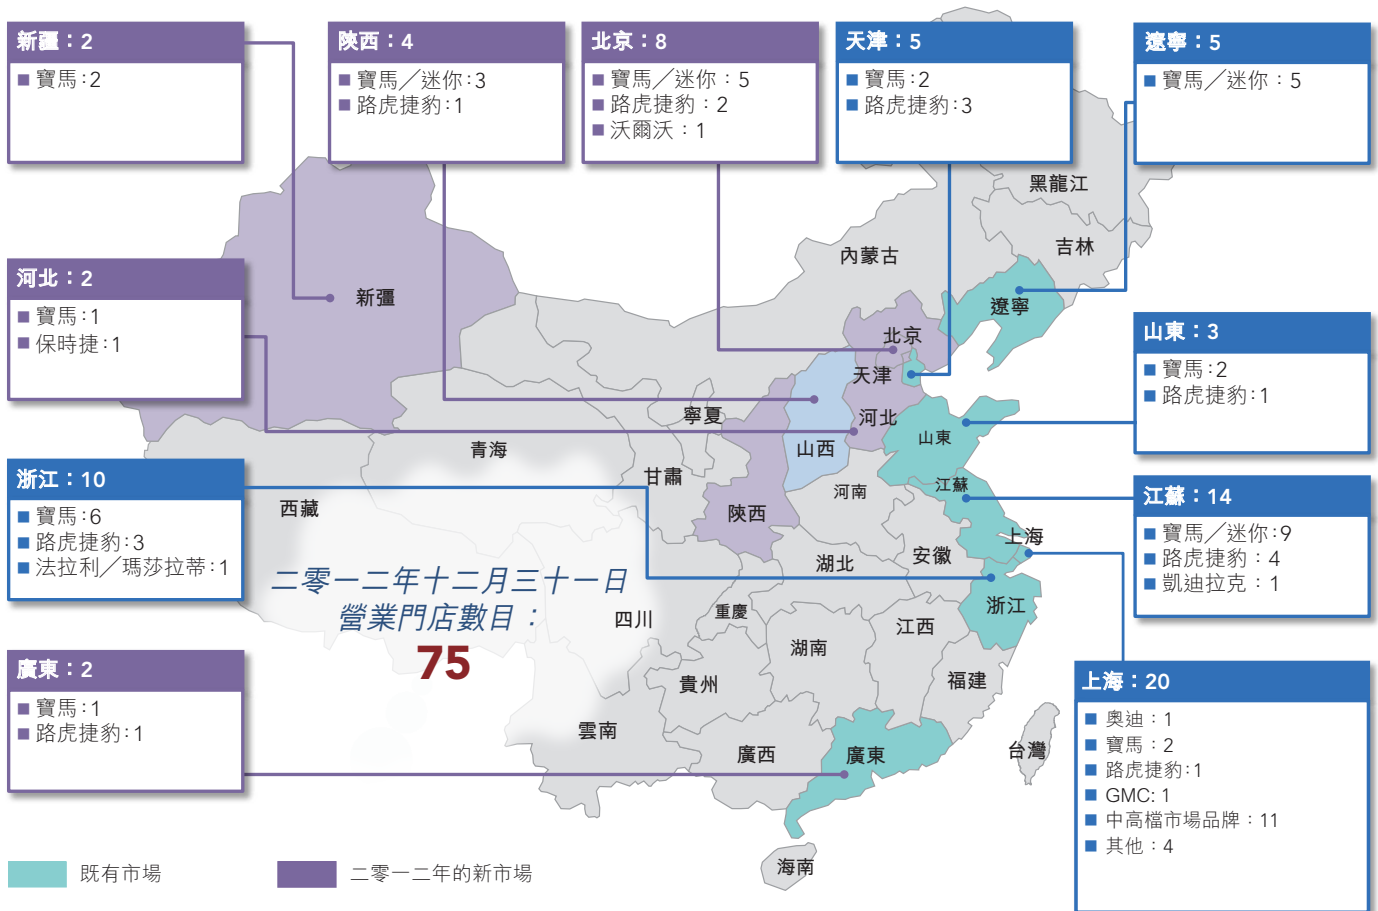 新疆：2
■ 寶馬：2
陝西：4
■ 寶馬／迷你：3
■ 路虎捷豹：1
北京：8
■ 寶馬／迷你：5
■ 路虎捷豹：2
■ 沃爾沃：1
天津：5
■ 寶馬：2
■ 路虎捷豹：3
遼寧：5
■ 寶馬／迷你：5
河北：2
■ 寶馬：1
■ 保時捷：1
山東：3
■ 寶馬：2
■ 路虎捷豹：1
浙江：10
■ 寶馬：6
■ 路虎捷豹：3
■ 法拉利／瑪莎拉蒂：1
江蘇：14
■ 寶馬／迷你：9
■ 路虎捷豹：4
■ 凱迪拉克：1
廣東：2
■ 寶馬：1
■ 路虎捷豹：1
上海：20
■ 奧迪：1
■ 寶馬：2
■ 路虎捷豹：1
■ GMC: 1
■ 中高檔市場品牌：11
■ 其他：4
黑龍江
吉林
內蒙古
新疆
遼寧
北京
天津
寧夏
河北
山東
青海
山西
甘肅
河南
江蘇
西藏
陝西
上海
安徽
湖北
浙江
四川
重慶
江西
湖南
貴州
福建
雲南
廣西
廣東
台灣
海南
二零一二年十二月三十一日
營業門店數目：
75
既有市場
二零一二年的新市場